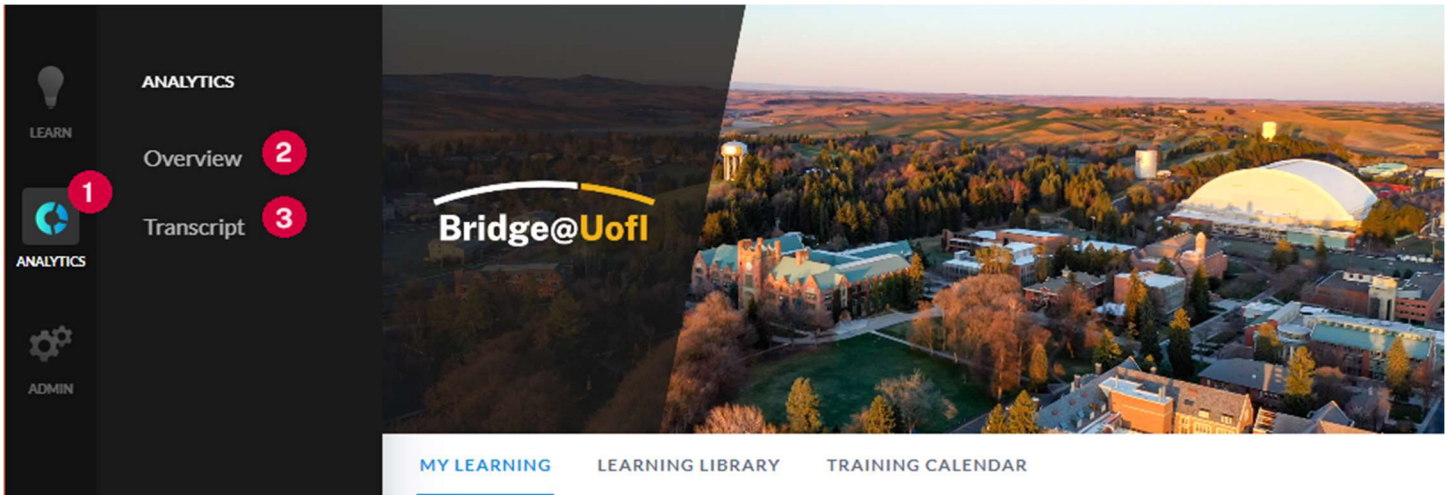 LEARN
1
ANALYTICS
ADMIN
ANALYTICS
Overview 2
Transcript 3
Bridge@UofI
MY LEARNING LEARNING LIBRARY TRAINING CALENDAR